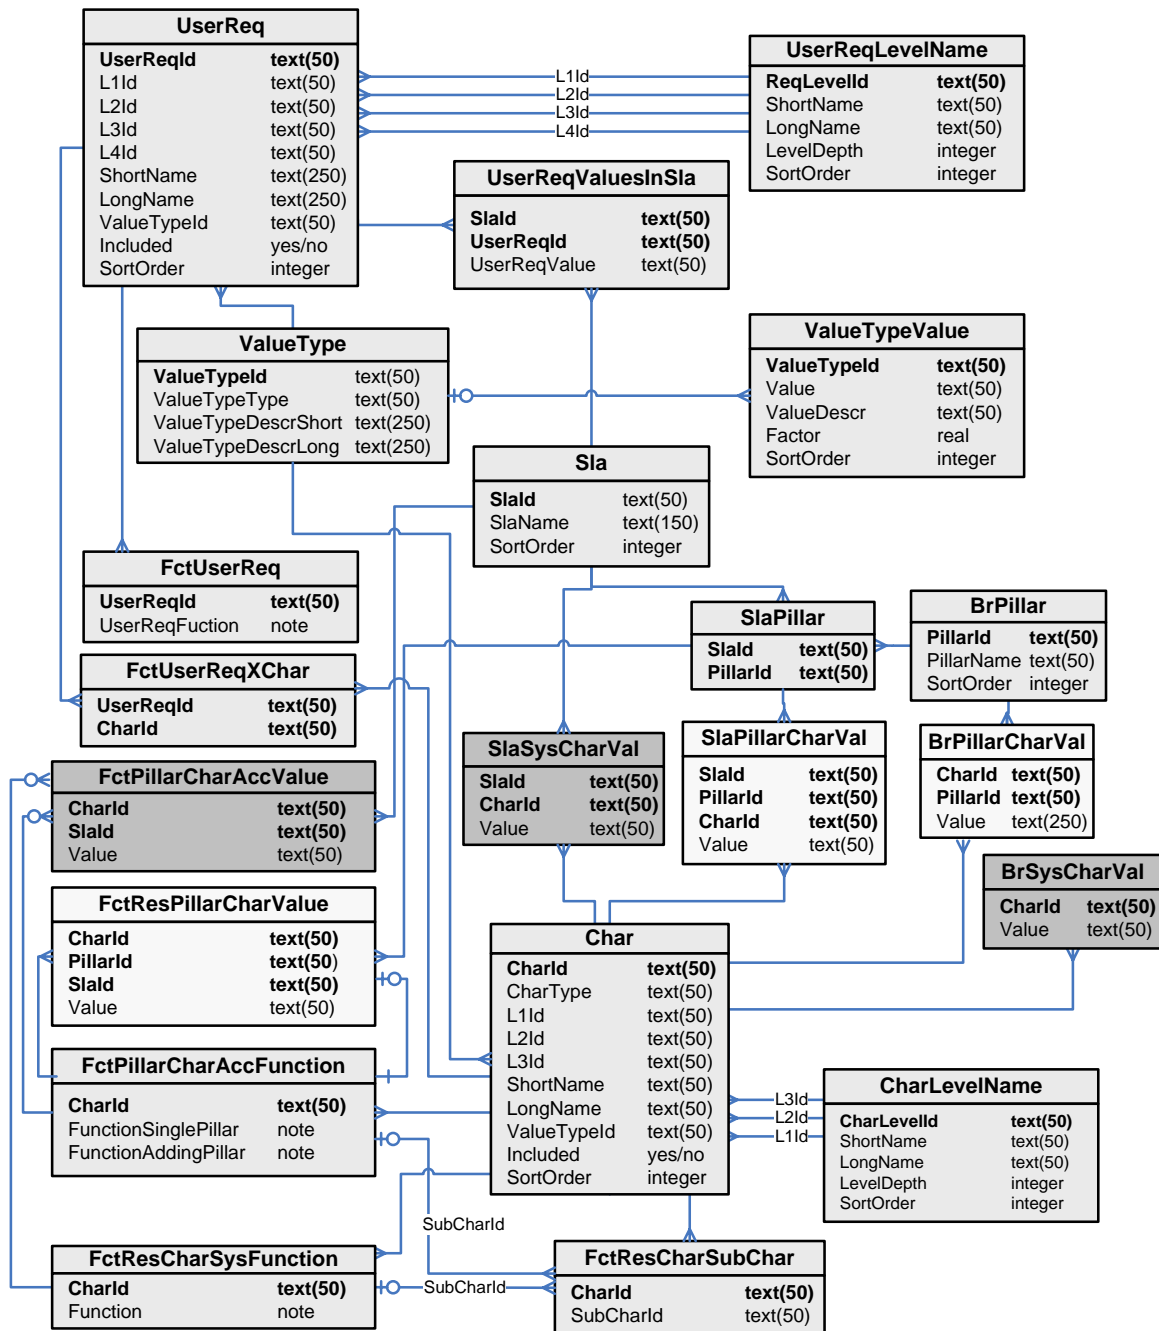 UserReq
UserReqId text(50)
L1Id text(50)
L2Id text(50)
L3Id text(50)
L4Id text(50)
ShortName text(250)
LongName text(250)
ValueTypeId text(50)
Included yes/no
SortOrder integer
L1Id
L2Id
L3Id
L4Id
UserReqLevelName
ReqLevelId text(50)
ShortName text(50)
LongName text(50)
LevelDepth integer
SortOrder integer
UserReqValuesInSla
SlaId text(50)
UserReqId text(50)
UserReqValue text(50)
ValueType
ValueTypeId text(50)
ValueTypeType text(50)
ValueTypeDescrShort text(250)
ValueTypeDescrLong text(250)
ValueTypeValue
ValueTypeId text(50)
Value text(50)
ValueDescr text(50)
Factor real
SortOrder integer
Sla
SlaId text(50)
SlaName text(150)
SortOrder integer
FctUserReq
UserReqId text(50)
UserReqFuction note
SlaPillar
SlaId text(50)
PillarId text(50)
BrPillar
PillarId text(50)
PillarName text(50)
SortOrder integer
FctUserReqXChar
UserReqId text(50)
CharId text(50)
SlaSysCharVal
SlaId text(50)
CharId text(50)
Value text(50)
SlaPillarCharVal
SlaId text(50)
PillarId text(50)
CharId text(50)
Value text(50)
BrPillarCharVal
CharId text(50)
PillarId text(50)
Value text(250)
FctPillarCharAccValue
CharId text(50)
SlaId text(50)
Value text(50)
BrSysCharVal
CharId text(50)
Value text(50)
FctResPillarCharValue
CharId text(50)
PillarId text(50)
SlaId text(50)
Value text(50)
Char
CharId text(50)
CharType text(50)
L1Id text(50)
L2Id text(50)
L3Id text(50)
ShortName text(50)
LongName text(50)
ValueTypeId text(50)
Included yes/no
SortOrder integer
FctPillarCharAccFunction
CharId text(50)
FunctionSinglePillar note
FunctionAddingPillar note
L3Id
L2Id
L1Id
CharLevelName
CharLevelId text(50)
ShortName text(50)
LongName text(50)
LevelDepth integer
SortOrder integer
SubCharId
FctResCharSysFunction
CharId text(50)
Function note
SubCharId
FctResCharSubChar
CharId text(50)
SubCharId text(50)